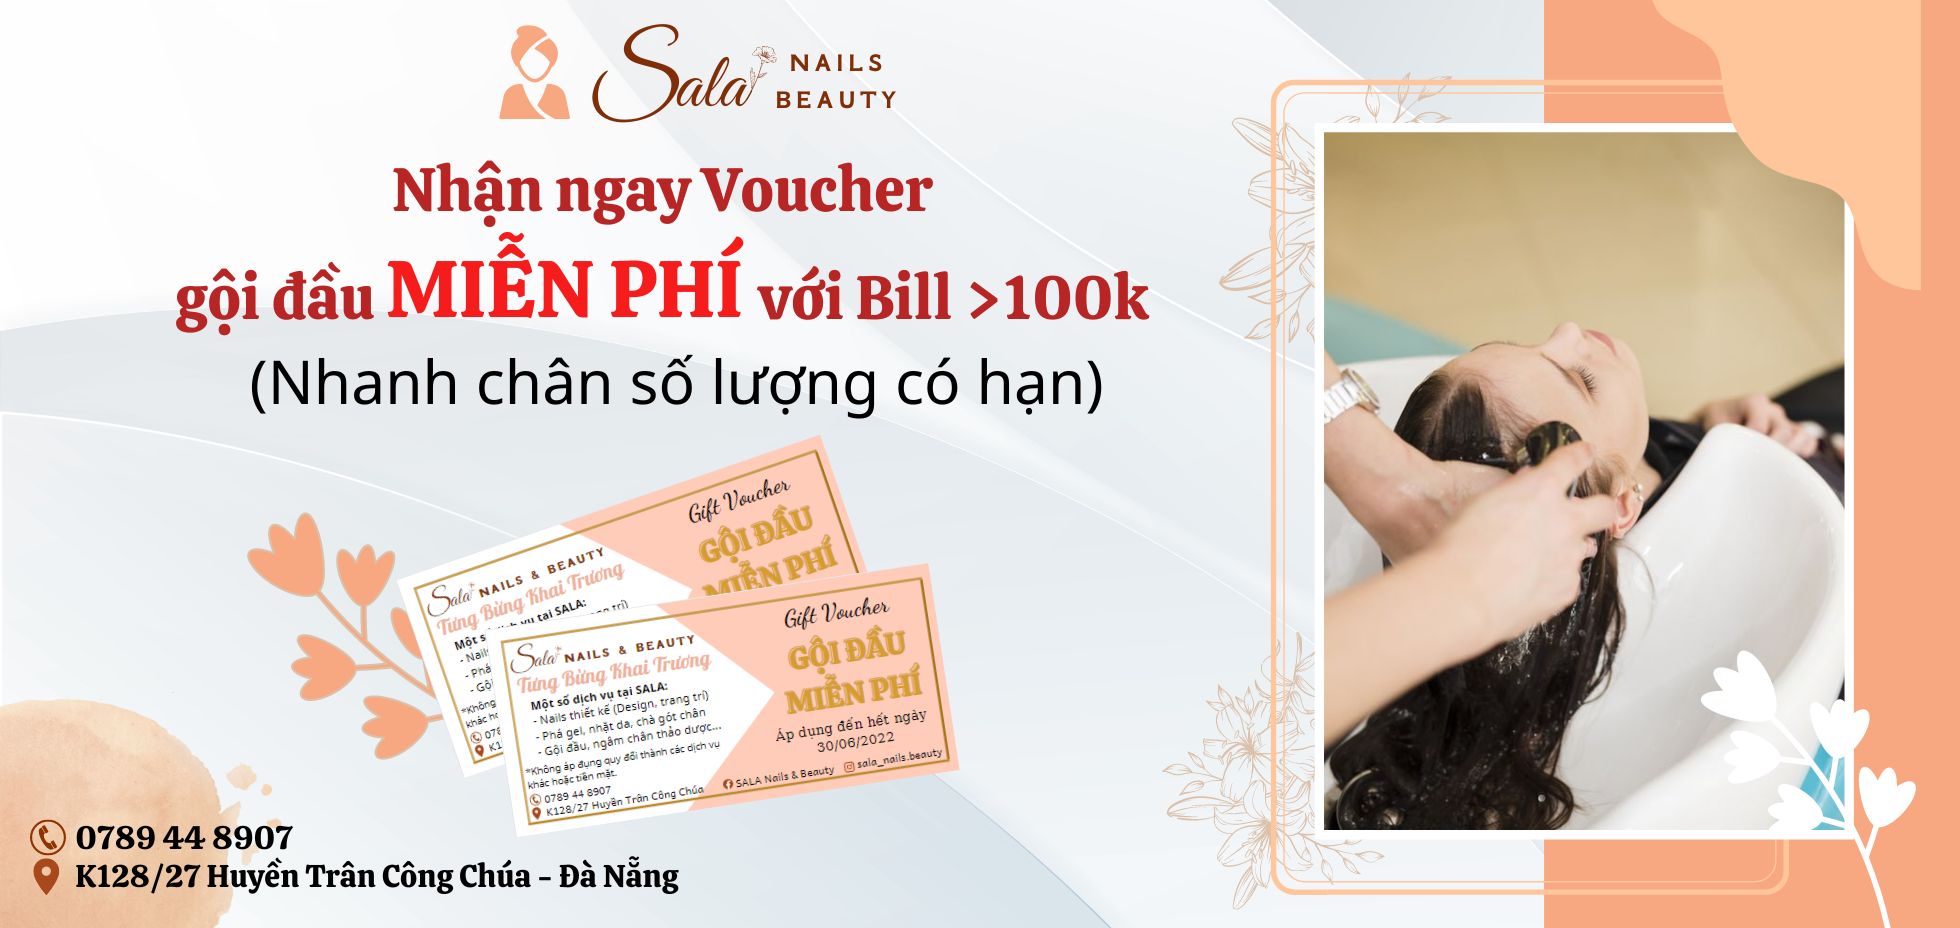 Sala NAILS
BEAUTY
Nhận ngay Voucher
gội đầu MIỄN PHÍ với Bill >100k
(Nhanh chân số lượng có hạn)
Gift Voucher
GỘI ĐẦU
MIỄN PHÍ
Sala NAILS & BEAUTY
Tưng Bừng Khai Trương
vụ tại SALA:
Sala NAILS & BEAUTY
Tưng Bừng Khai Trương
Một số dịch vụ tại SALA:
- Nails thiết kế (Design, trang trí)
- Phá gel, nhặt da, chà gót chân
- Gội đầu, ngâm chân thảo dược...
*Không áp dụng quy đổi thành các dịch vụ
khác hoặc tiền mặt.
0789 44 8907
K128/27 Huyền Trân Công Chúa
Gift Voucher
GỘI ĐẦU
MIỄN PHÍ
Áp dụng đến hết ngày
30/06/2022
SALA Nails & Beauty sala_nails.beauty
0789 44 8907
K128/27 Huyền Trân Công Chúa - Đà Nẵng